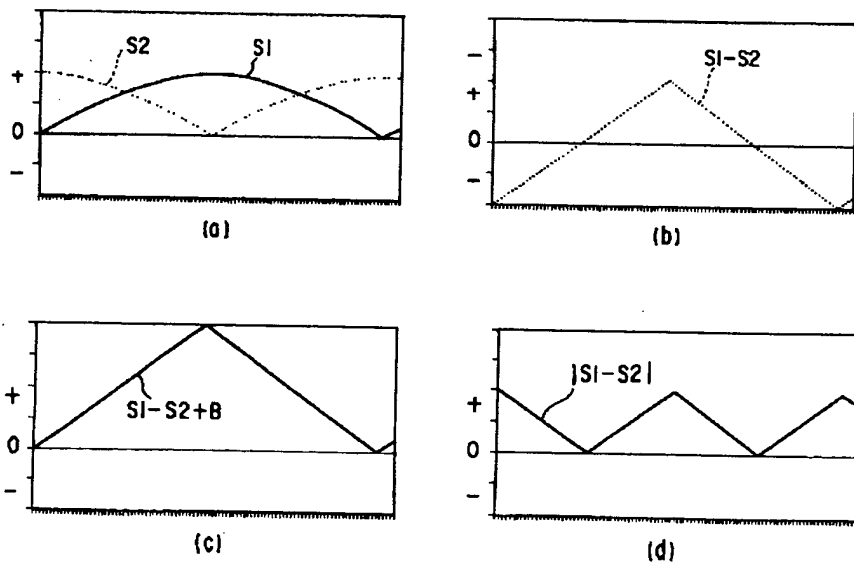 S2
S1
+
0
−
(a)
S1−S2
−
+
0
−
(b)
S1−S2+B
+
0
−
(c)
|S1−S2|
+
0
−
(d)